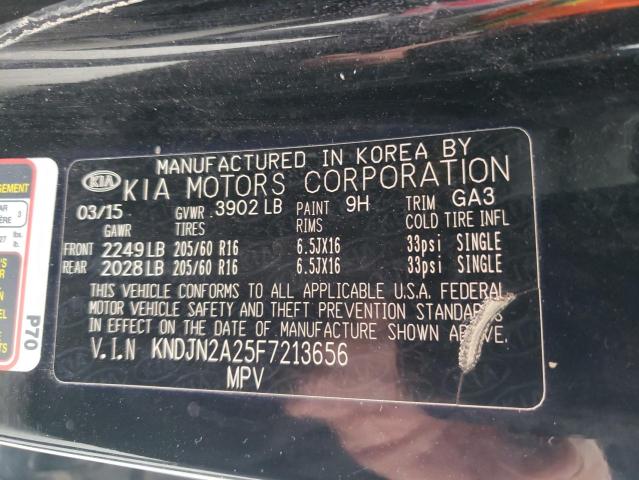 MANUFACTURED IN KOREA BY
KIA KIA MOTORS CORPORATION
03/15 GVWR 3902 LB PAINT 9H TRIM GA3
GAWR TIRES RIMS COLD TIRE INFL
FRONT 2249 LB 205/60 R16 6.5JX16 33psi SINGLE
REAR 2028 LB 205/60 R16 6.5JX16 33psi SINGLE
THIS VEHICLE CONFORMS TO ALL APPLICABLE U.S.A. FEDERAL
MOTOR VEHICLE SAFETY AND THEFT PREVENTION STANDARDS
IN EFFECT ON THE DATE OF MANUFACTURE SHOWN ABOVE.
V.I.N KNDJN2A25F7213656
MPV
P70